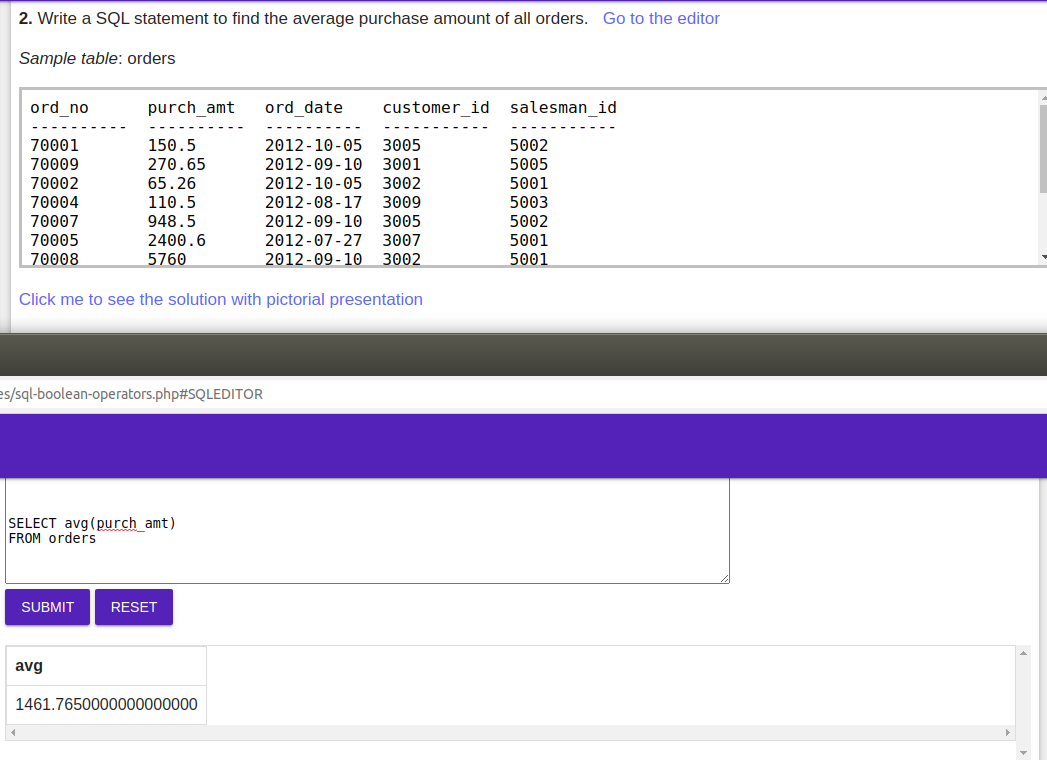 2. Write a SQL statement to find the average purchase amount of all orders. Go to the editor
Sample table: orders
ord_no purch_amt ord_date customer_id salesman_id
---------- ---------- ---------- ----------- -----------
70001 150.5 2012-10-05 3005 5002
70009 270.65 2012-09-10 3001 5005
70002 65.26 2012-10-05 3002 5001
70004 110.5 2012-08-17 3009 5003
70007 948.5 2012-09-10 3005 5002
70005 2400.6 2012-07-27 3007 5001
70008 5760 2012-09-10 3002 5001
Click me to see the solution with pictorial presentation
es/sql-boolean-operators.php#SQLEDITOR
SELECT avg(purch_amt)
FROM orders
SUBMIT RESET
avg
1461.7650000000000000